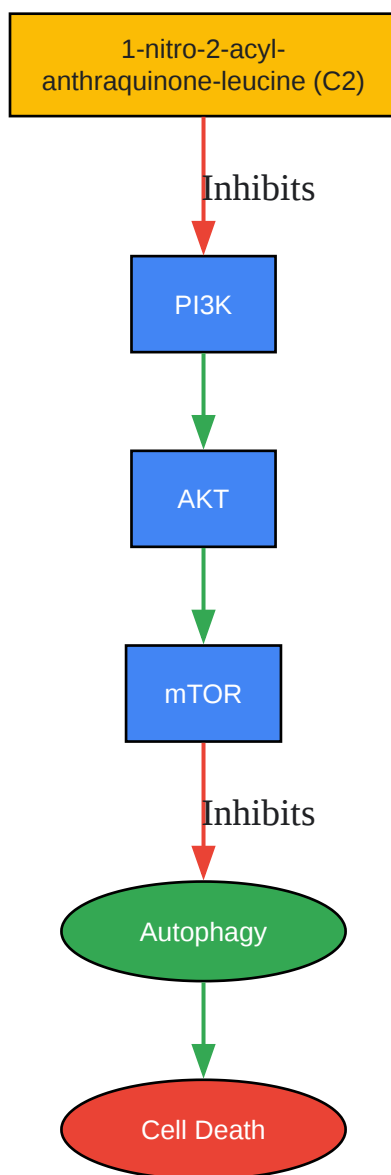 1-nitro-2-acyl-
anthraquinone-leucine (C2)
Inhibits
PI3K
AKT
mTOR
Inhibits
Autophagy
Cell Death